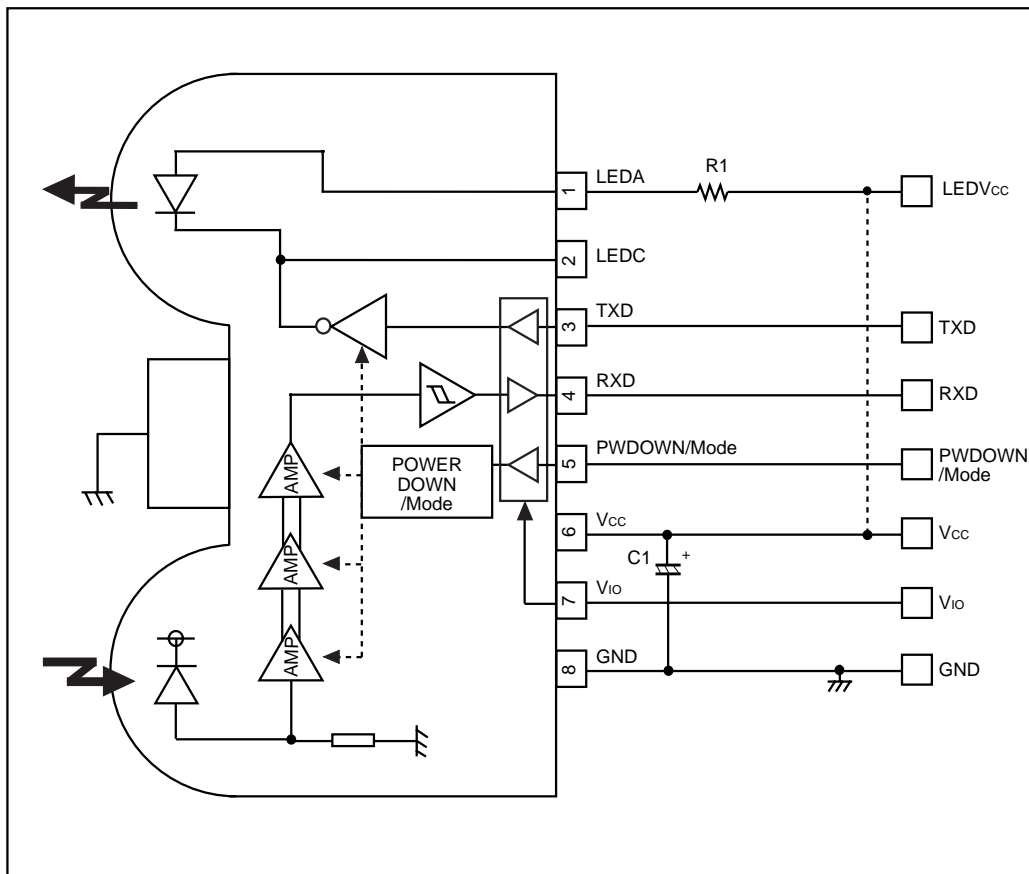 1
LEDA
R1
LEDVCC
2
LEDC
3
TXD
TXD
4
RXD
RXD
5
PWDOWN/Mode
PWDOWN
/Mode
POWER
DOWN
/Mode
AMP
AMP
AMP
6
VCC
C1
+
VCC
7
VIO
VIO
8
GND
GND